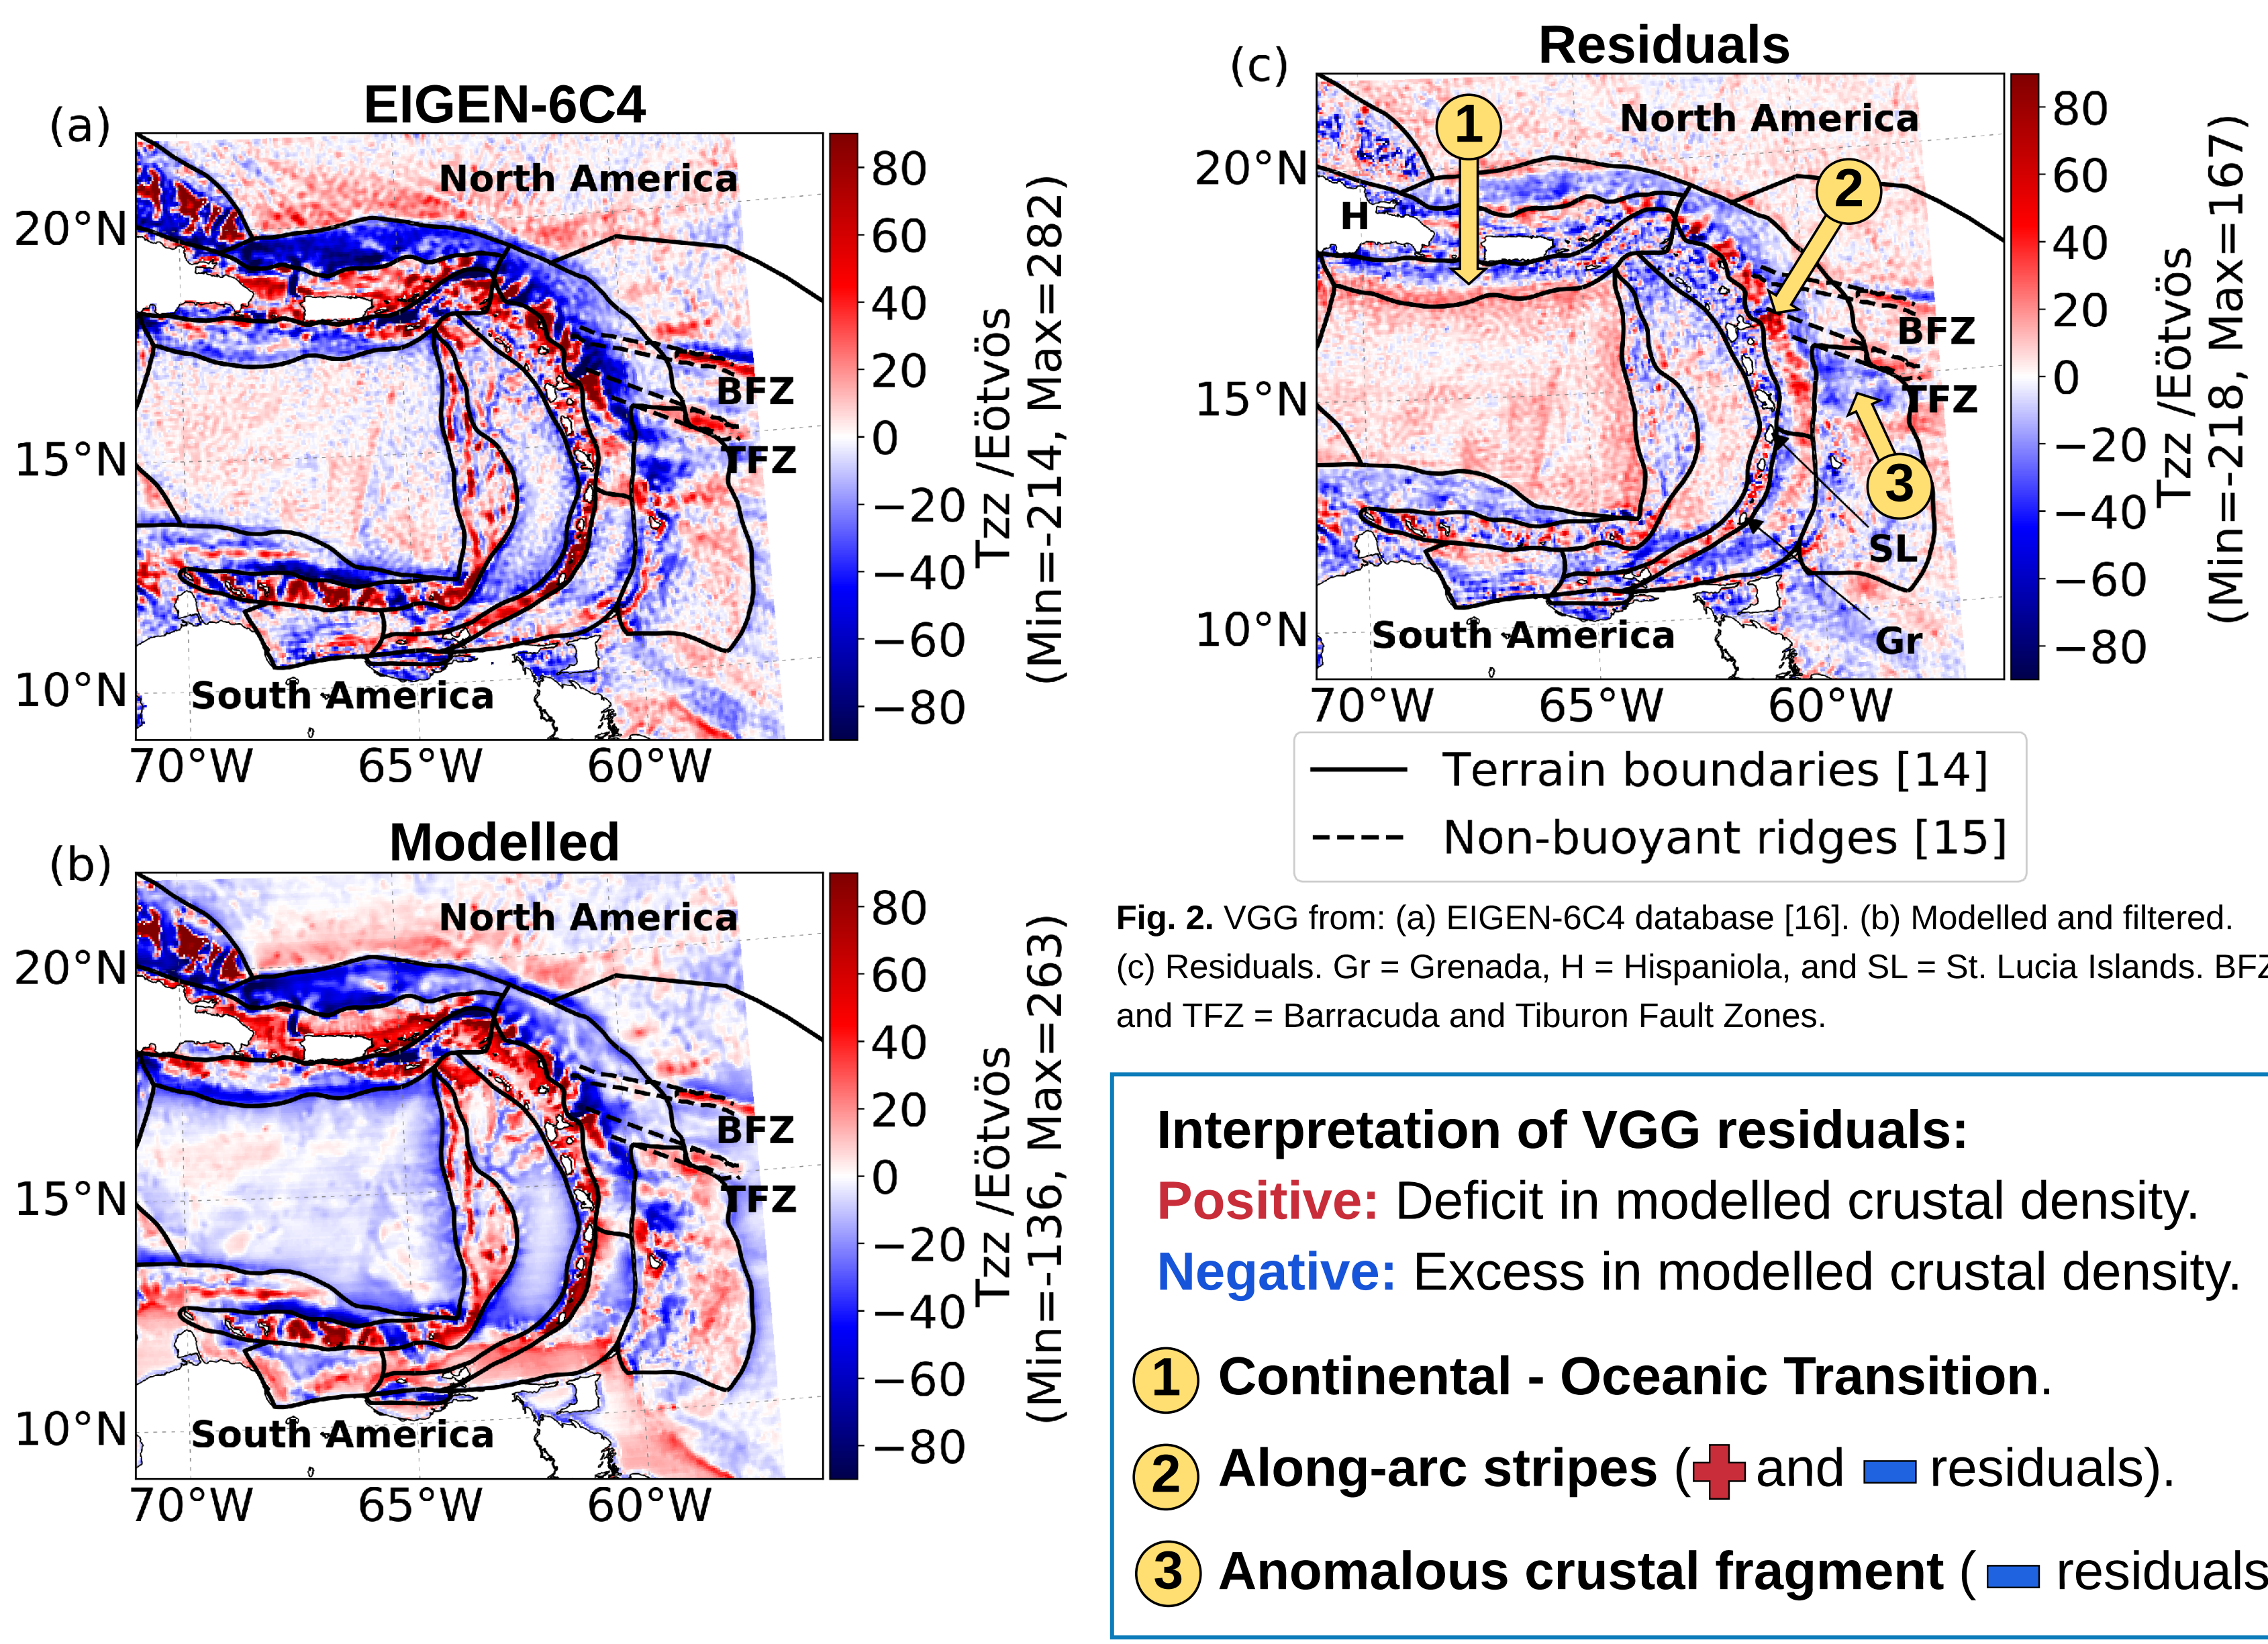 (a)
EIGEN-6C4
North America
BFZ
TFZ
South America
20°N
15°N
10°N
70°W
65°W
60°W
80
60
40
20
0
−20
−40
−60
−80
Tzz /Eötvös
(Min=-214, Max=282)
(b)
Modelled
North America
BFZ
TFZ
South America
20°N
15°N
10°N
70°W
65°W
60°W
80
60
40
20
0
−20
−40
−60
−80
Tzz /Eötvös
(Min=-136, Max=263)
(c)
Residuals
North America
1
2
3
H
BFZ
TFZ
SL
Gr
South America
20°N
15°N
10°N
70°W
65°W
60°W
80
60
40
20
0
−20
−40
−60
−80
Tzz /Eötvös
(Min=-218, Max=167)
Terrain boundaries [14]
Non-buoyant ridges [15]
Fig. 2. VGG from: (a) EIGEN-6C4 database [16]. (b) Modelled and filtered.
(c) Residuals. Gr = Grenada, H = Hispaniola, and SL = St. Lucia Islands. BFZ
and TFZ = Barracuda and Tiburon Fault Zones.
Interpretation of VGG residuals:
Positive: Deficit in modelled crustal density.
Negative: Excess in modelled crustal density.
1 Continental - Oceanic Transition.
2 Along-arc stripes (+ and − residuals).
3 Anomalous crustal fragment (− residuals